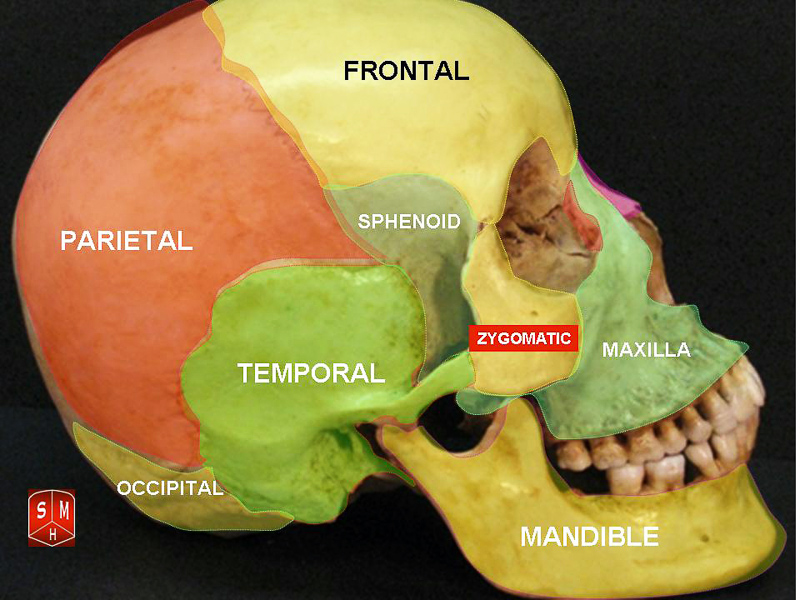 FRONTAL
PARIETAL
SPHENOID
ZYGOMATIC
MAXILLA
TEMPORAL
OCCIPITAL
MANDIBLE
S M
H